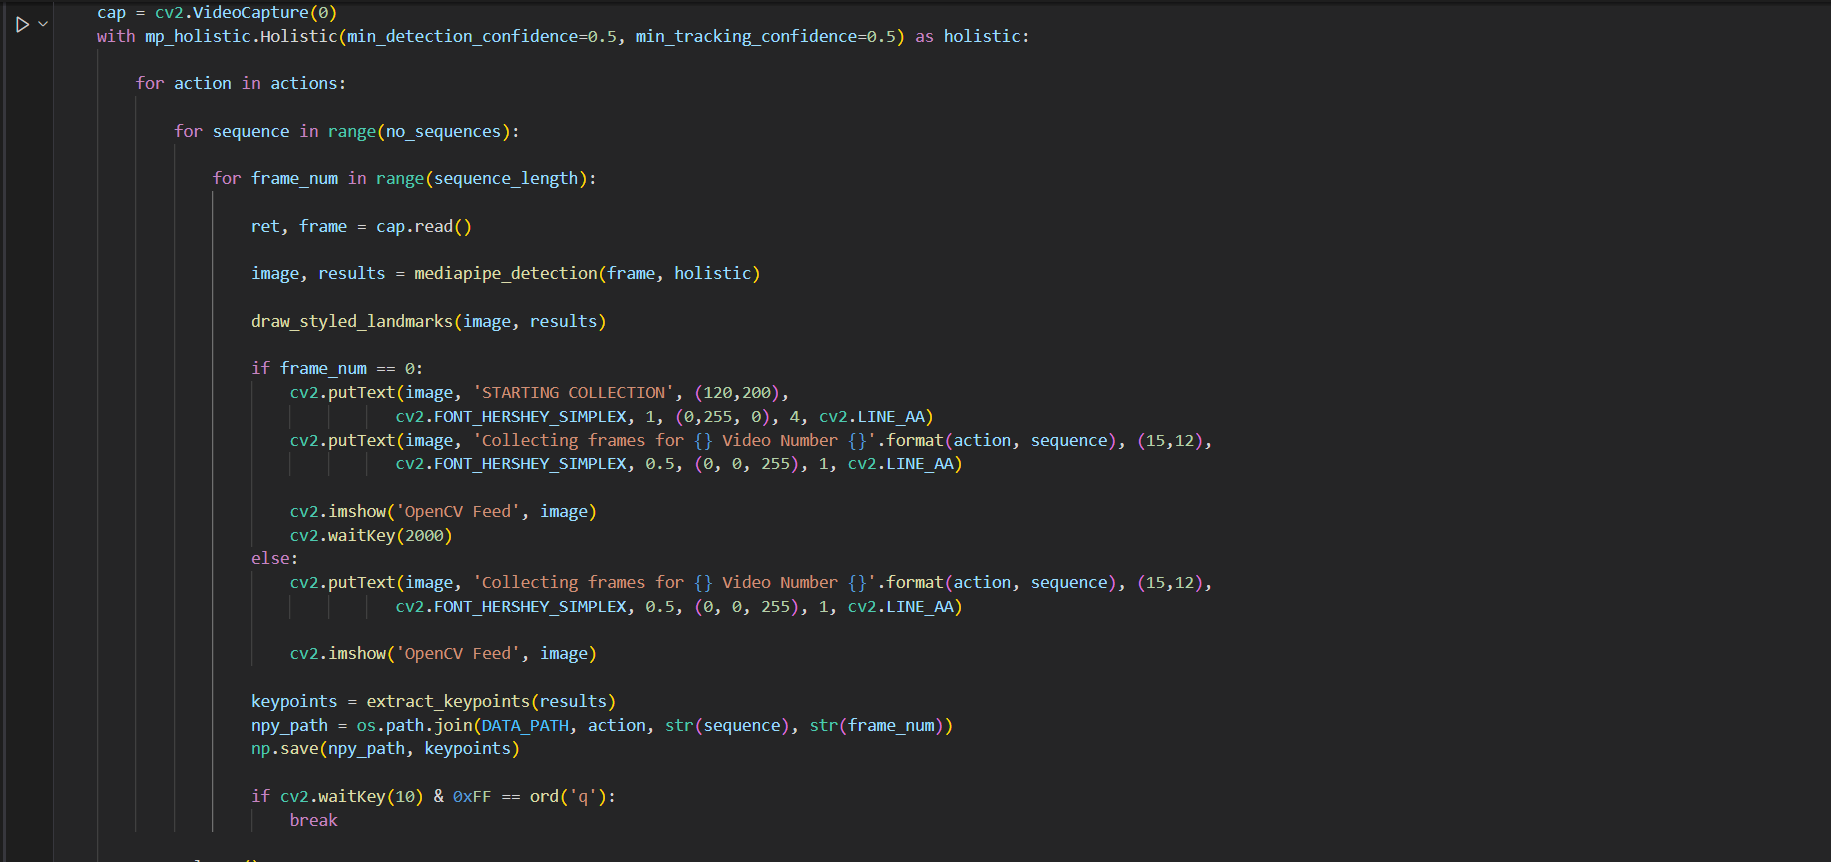 cap = cv2.VideoCapture(0)
with mp_holistic.Holistic(min_detection_confidence=0.5, min_tracking_confidence=0.5) as holistic:
for action in actions:
for sequence in range(no_sequences):
for frame_num in range(sequence_length):
ret, frame = cap.read()
image, results = mediapipe_detection(frame, holistic)
draw_styled_landmarks(image, results)
if frame_num == 0:
cv2.putText(image, 'STARTING COLLECTION', (120,200),
cv2.FONT_HERSHEY_SIMPLEX, 1, (0,255, 0), 4, cv2.LINE_AA)
cv2.putText(image, 'Collecting frames for {} Video Number {}'.format(action, sequence), (15,12),
cv2.FONT_HERSHEY_SIMPLEX, 0.5, (0, 0, 255), 1, cv2.LINE_AA)
cv2.imshow('OpenCV Feed', image)
cv2.waitKey(2000)
else:
cv2.putText(image, 'Collecting frames for {} Video Number {}'.format(action, sequence), (15,12),
cv2.FONT_HERSHEY_SIMPLEX, 0.5, (0, 0, 255), 1, cv2.LINE_AA)
cv2.imshow('OpenCV Feed', image)
keypoints = extract_keypoints(results)
npy_path = os.path.join(DATA_PATH, action, str(sequence), str(frame_num))
np.save(npy_path, keypoints)
if cv2.waitKey(10) & 0xFF == ord('q'):
break